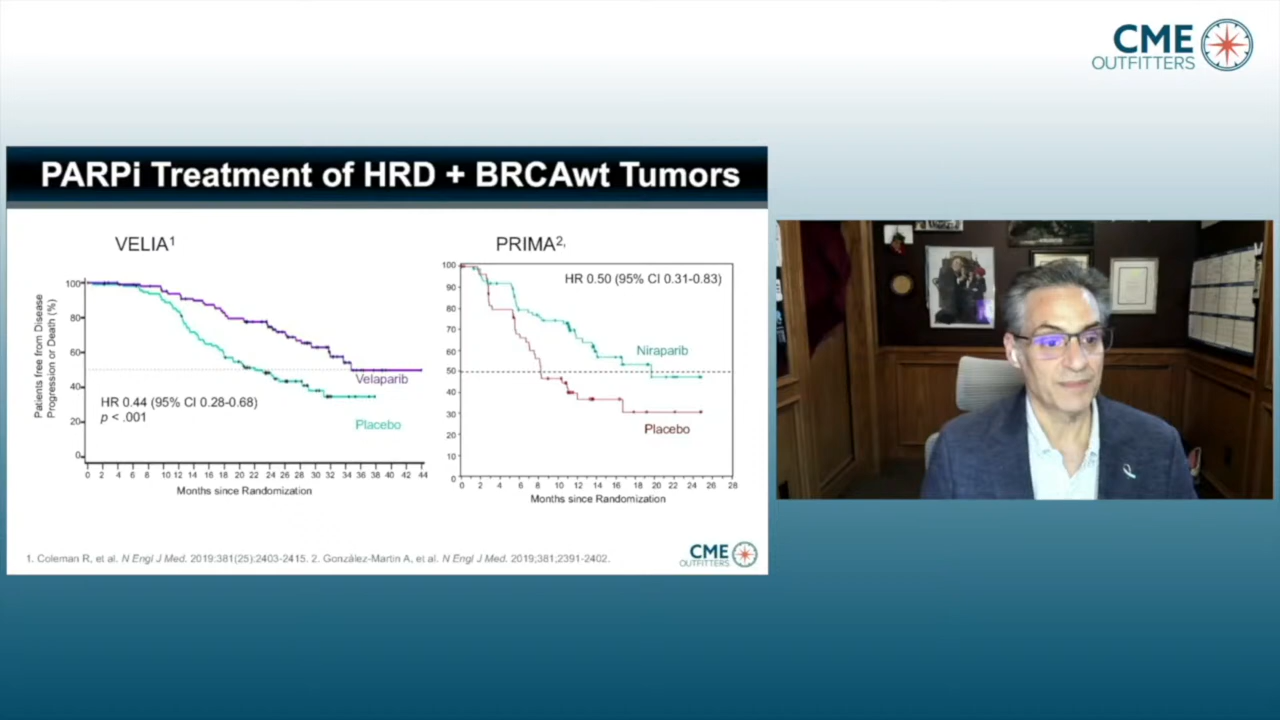 CME
OUTFITTERS
PARPi Treatment of HRD + BRCAwt Tumors
VELIA1
Patients free from Disease
Progression or Death (%)
100
80
60
40
20
0
HR 0.44 (95% CI 0.28-0.68)
p < .001
Velaparib
Placebo
0 2 4 6 8 10 12 14 16 18 20 22 24 26 28 30 32 34 36 38 40 42 44
Months since Randomization
PRIMA2,
100
90
80
70
60
50
40
30
20
10
0
HR 0.50 (95% CI 0.31-0.83)
Niraparib
Placebo
0 2 4 6 8 10 12 14 16 18 20 22 24 26 28
Months since Randomization
1. Coleman R, et al. N Engl J Med. 2019:381(25):2403-2415. 2. González-Martin A, et al. N Engl J Med. 2019;381;2391-2402.
CME
OUTFITTERS